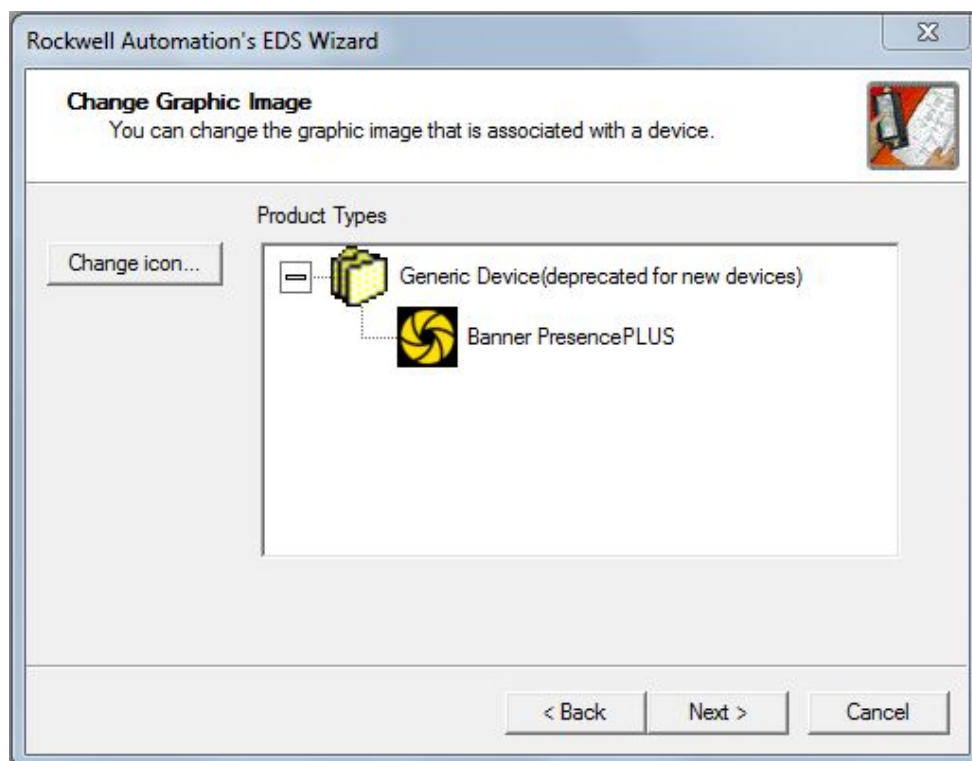 Rockwell Automation's EDS Wizard
Change Graphic Image
You can change the graphic image that is associated with a device.
Product Types
Change icon...
Generic Device(deprecated for new devices)
Banner PresencePLUS
< Back
Next >
Cancel